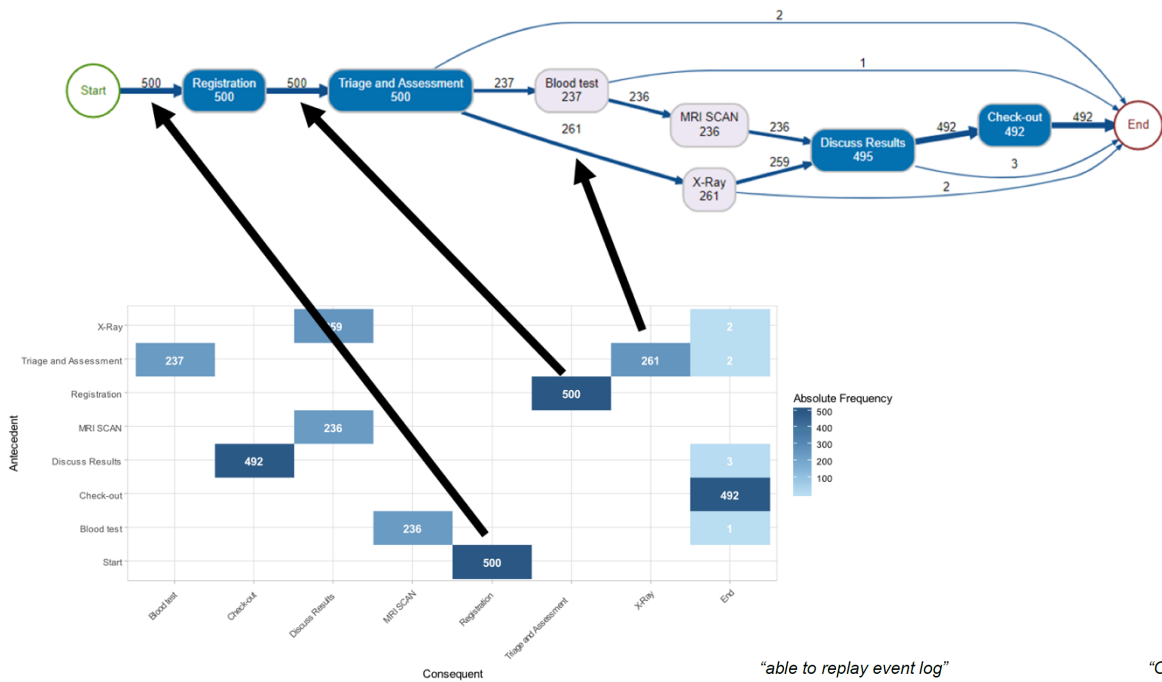 2
1
Start
500
Registration
500
500
Triage and Assessment
500
237
Blood test
237
236
MRI SCAN
236
236
261
X-Ray
261
259
Discuss Results
495
492
Check-out
492
492
End
3
2
Antecedent
X-Ray
2
Triage and Assessment
237
261
2
Registration
500
MRI SCAN
236
Discuss Results
492
3
Check-out
492
Blood test
236
1
Start
500
Blood test
Check-out
Discuss Results
MRI SCAN
Registration
Triage and Assessment
X-Ray
End
Consequent
Absolute Frequency
500
400
300
200
100
“able to replay event log”